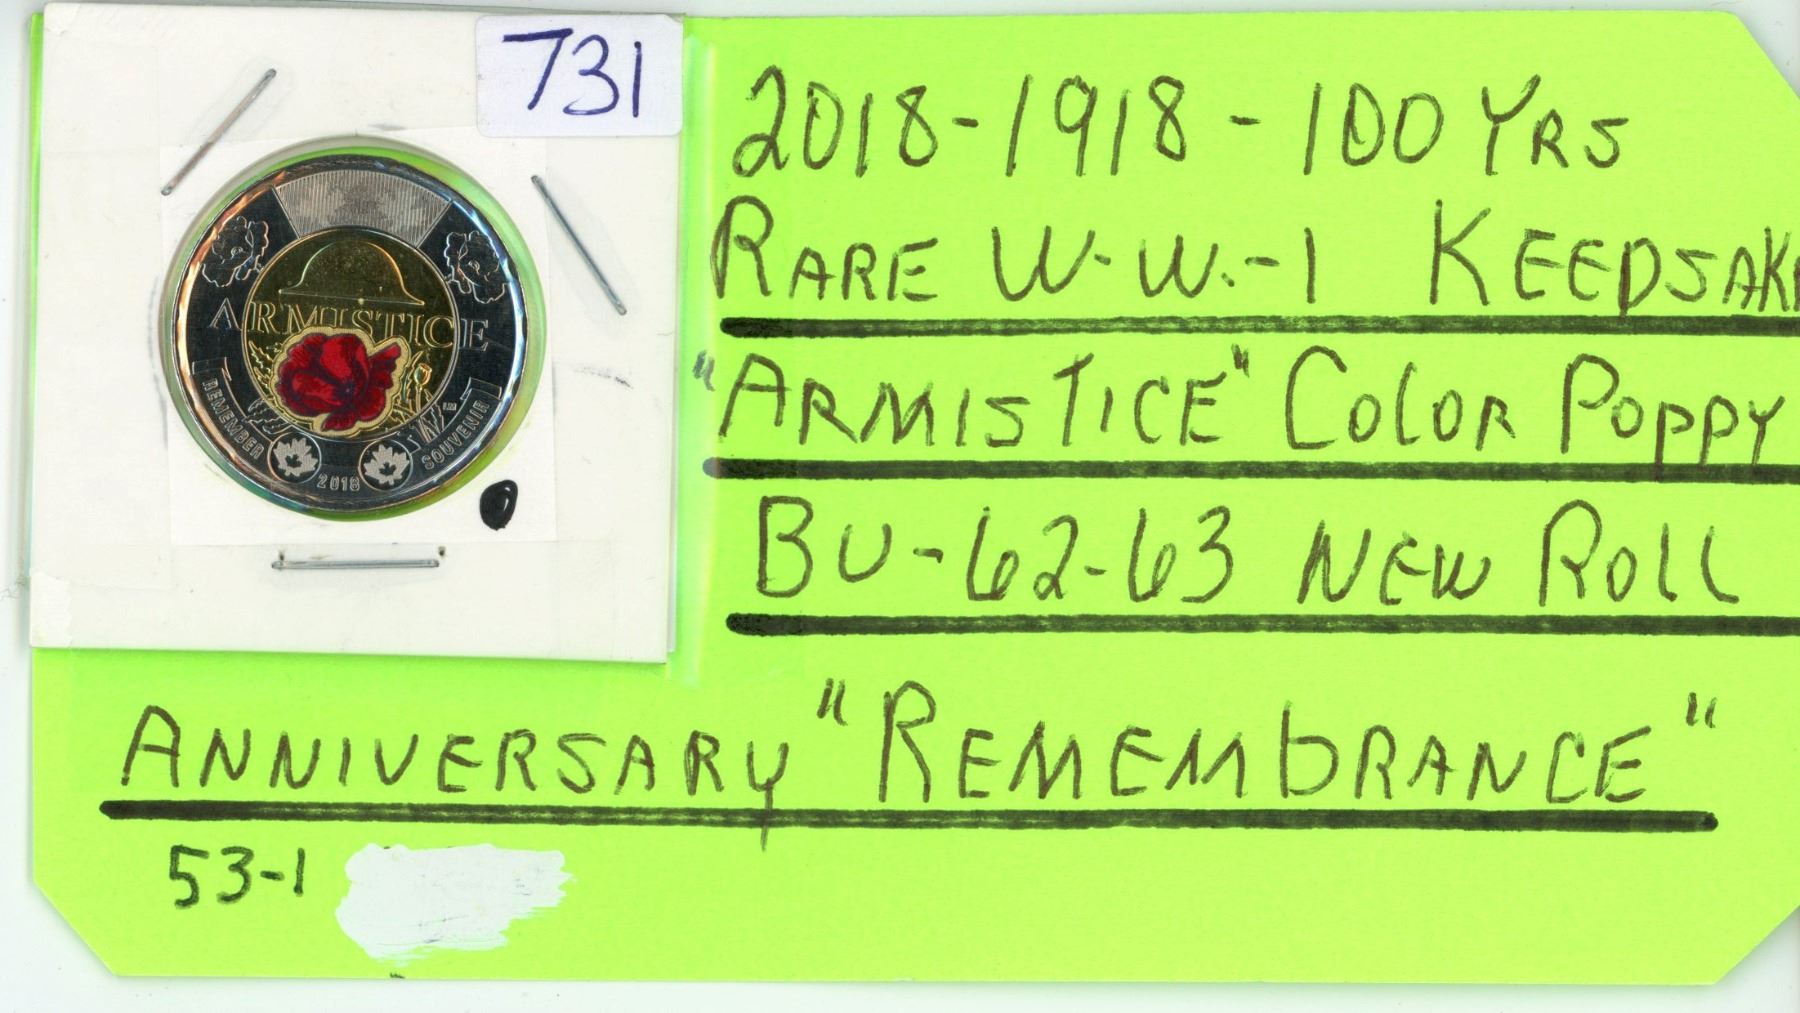 731
ARMISTICE
REMEMBER
2018
SOUVENIR
2018-1918-100 YRS
RARE W-W.-1 KEEPSAK
"ARMISTICE" COLOR POPPY
BU-62-63 NEW ROLL
ANNIVERSARY "REMEMBRANCE"
53-1